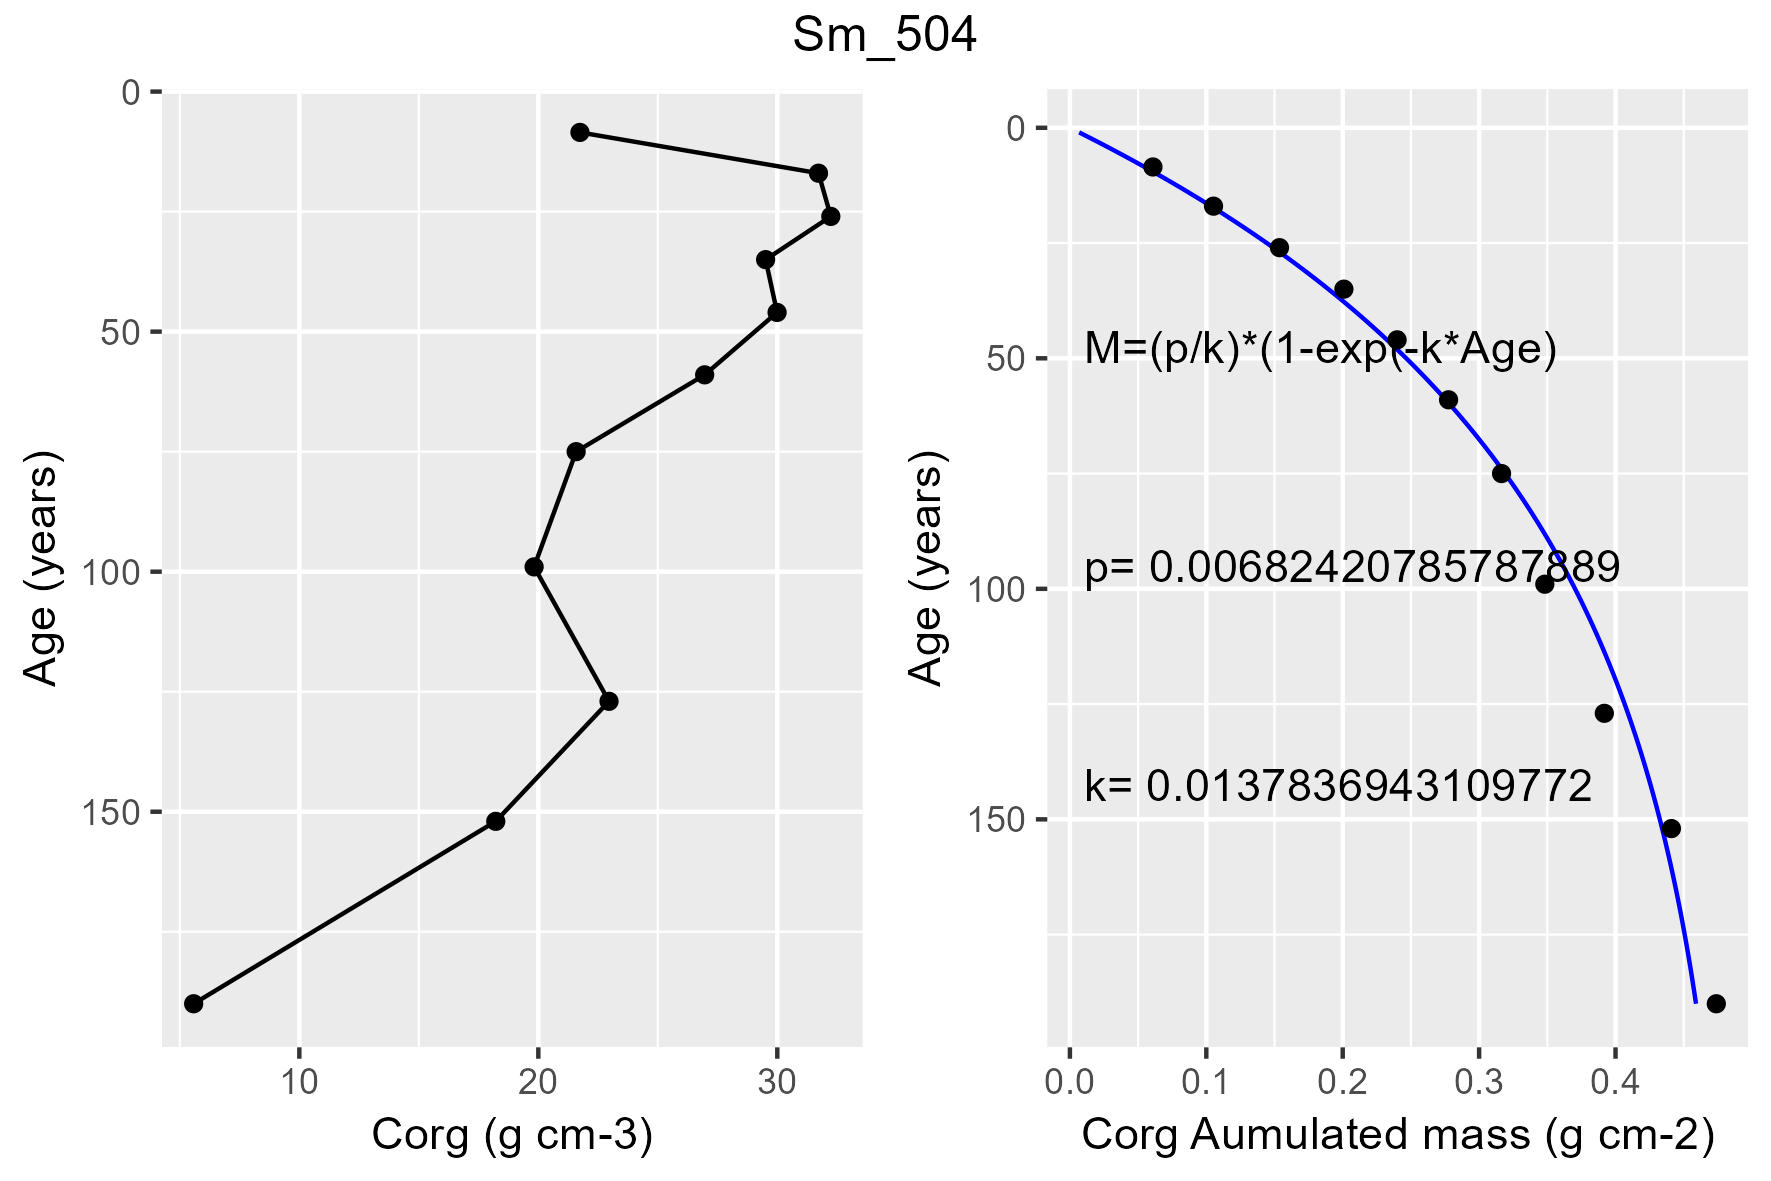 Sm_504
0
50
100
150
Age (years)
10
20
30
Corg (g cm-3)
0
50
100
150
Age (years)
M=(p/k)*(1-exp(-k*Age)
p= 0.00682420785787889
k= 0.0137836943109772
0.0
0.1
0.2
0.3
0.4
Corg Aumulated mass (g cm-2)